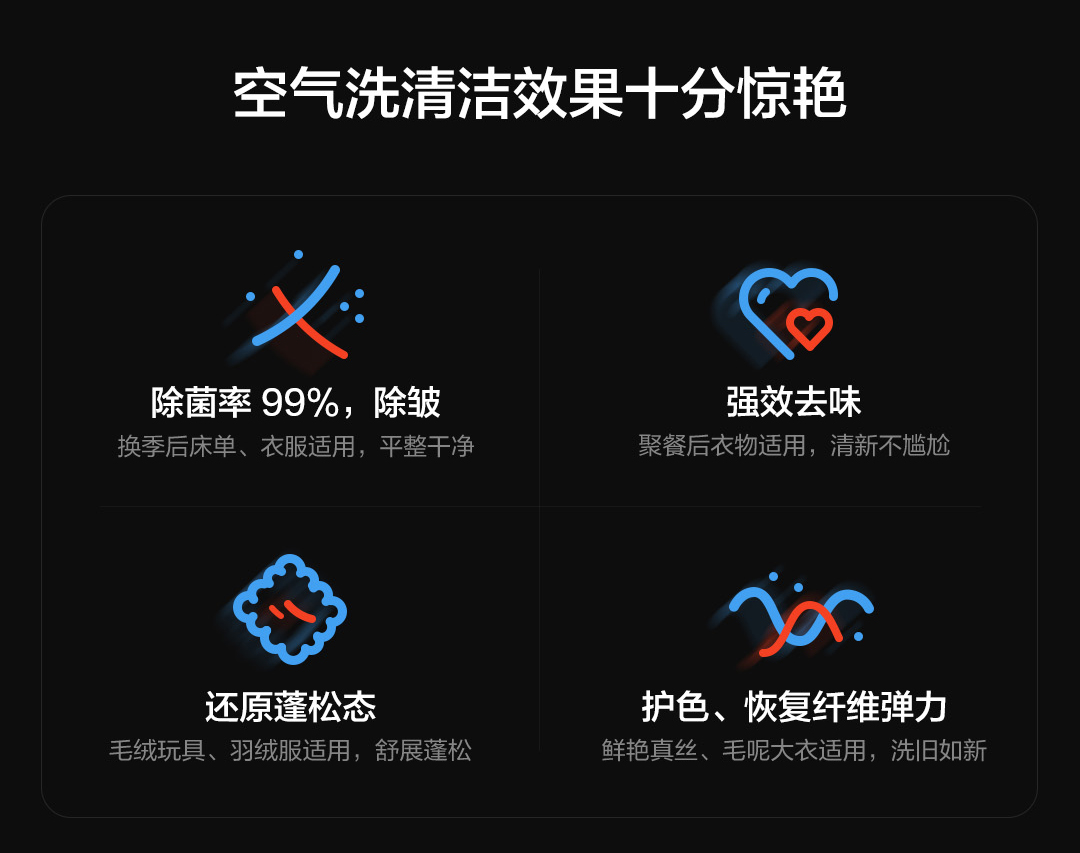 空气洗清洁效果十分惊艳
除菌率 99%，除皱
换季后床单、衣服适用，平整干净
强效去味
聚餐后衣物适用，清新不尴尬
还原蓬松态
毛绒玩具、羽绒服适用，舒展蓬松
护色、恢复纤维弹力
鲜艳真丝、毛呢大衣适用，洗旧如新